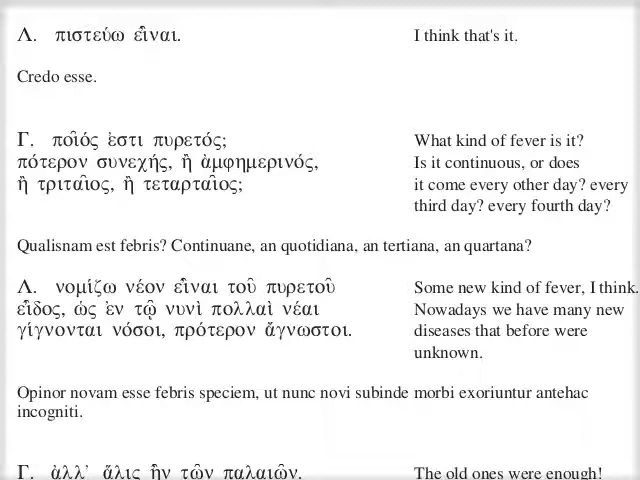 Λ. πιστεύω εἶναι. I think that's it.
Credo esse.
Γ. ποῖός ἐστι πυρετός; What kind of fever is it?
πότερον συνεχής, ἢ ἀμφημερινός, Is it continuous, or does
ἢ τριταῖος, ἢ τεταρταῖος; it come every other day? every
third day? every fourth day?
Qualisnam est febris? Continuane, an quotidiana, an tertiana, an quartana?
Λ. νομίζω νέον εἶναι τοῦ πυρετοῦ Some new kind of fever, I think.
εἶδος, ὡς ἐν τῷ νυνὶ πολλαὶ νέαι Nowadays we have many new
γίγνονται νόσοι, πρότερον ἄγνωστοι. diseases that before were
unknown.
Opinor novam esse febris speciem, ut nunc novi subinde morbi exoriuntur antehac
incogniti.
Γ. ἀλλ' ἅλις ἦν τῶν παλαιῶν. The old ones were enough!